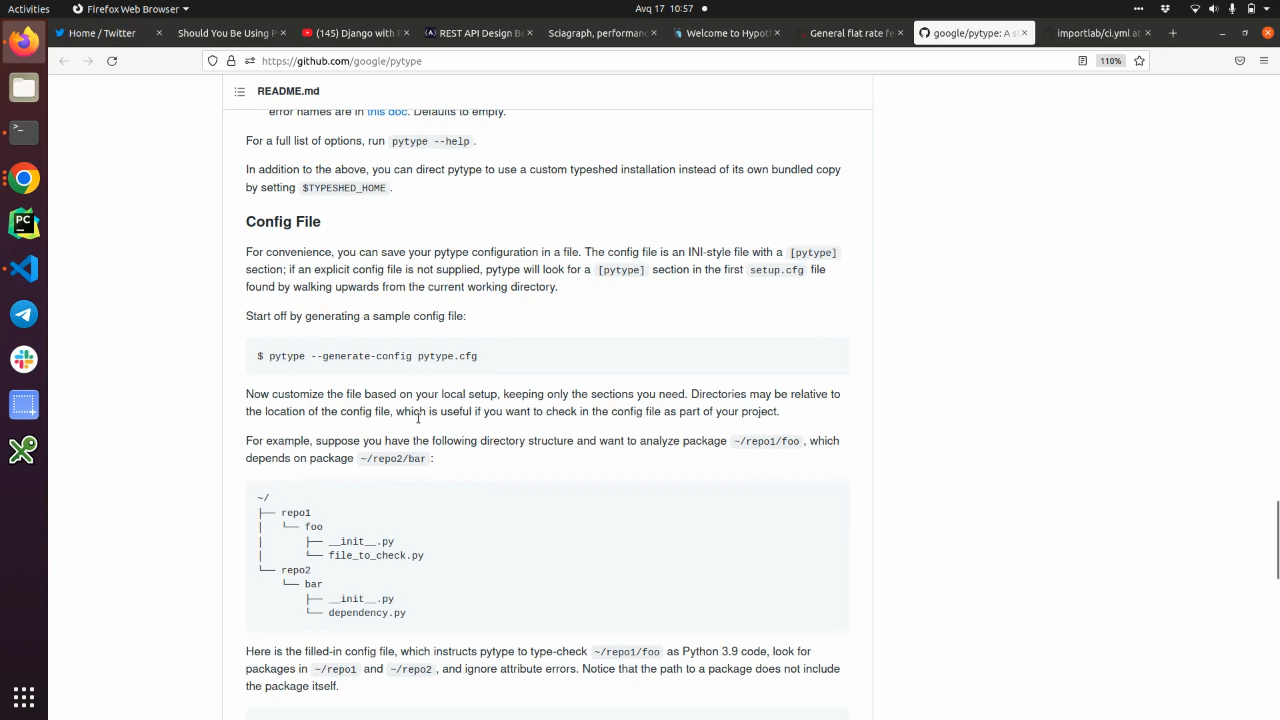 Activities
Firefox Web Browser
Avq 17 10:57
Home / Twitter
Should You Be Using P
(145) Django with R
REST API Design Be
Sciagraph, performanc
Welcome to Hypoth
General flat rate fe
google/pytype: A st
importlab/ci.yml at
https://github.com/google/pytype
110%
README.md
error names are in this doc. Defaults to empty.
For a full list of options, run pytype --help.
In addition to the above, you can direct pytype to use a custom typeshed installation instead of its own bundled copy
by setting $TYPESHED_HOME.
Config File
For convenience, you can save your pytype configuration in a file. The config file is an INI-style file with a [pytype]
section; if an explicit config file is not supplied, pytype will look for a [pytype] section in the first setup.cfg file
found by walking upwards from the current working directory.
Start off by generating a sample config file:
$ pytype --generate-config pytype.cfg
Now customize the file based on your local setup, keeping only the sections you need. Directories may be relative to
the location of the config file, which is useful if you want to check in the config file as part of your project.
For example, suppose you have the following directory structure and want to analyze package ~/repo1/foo, which
depends on package ~/repo2/bar:
~/
├── repo1
│   └── foo
│       ├── __init__.py
│       └── file_to_check.py
└── repo2
    └── bar
        ├── __init__.py
        └── dependency.py
Here is the filled-in config file, which instructs pytype to type-check ~/repo1/foo as Python 3.9 code, look for
packages in ~/repo1 and ~/repo2, and ignore attribute errors. Notice that the path to a package does not include
the package itself.
PC